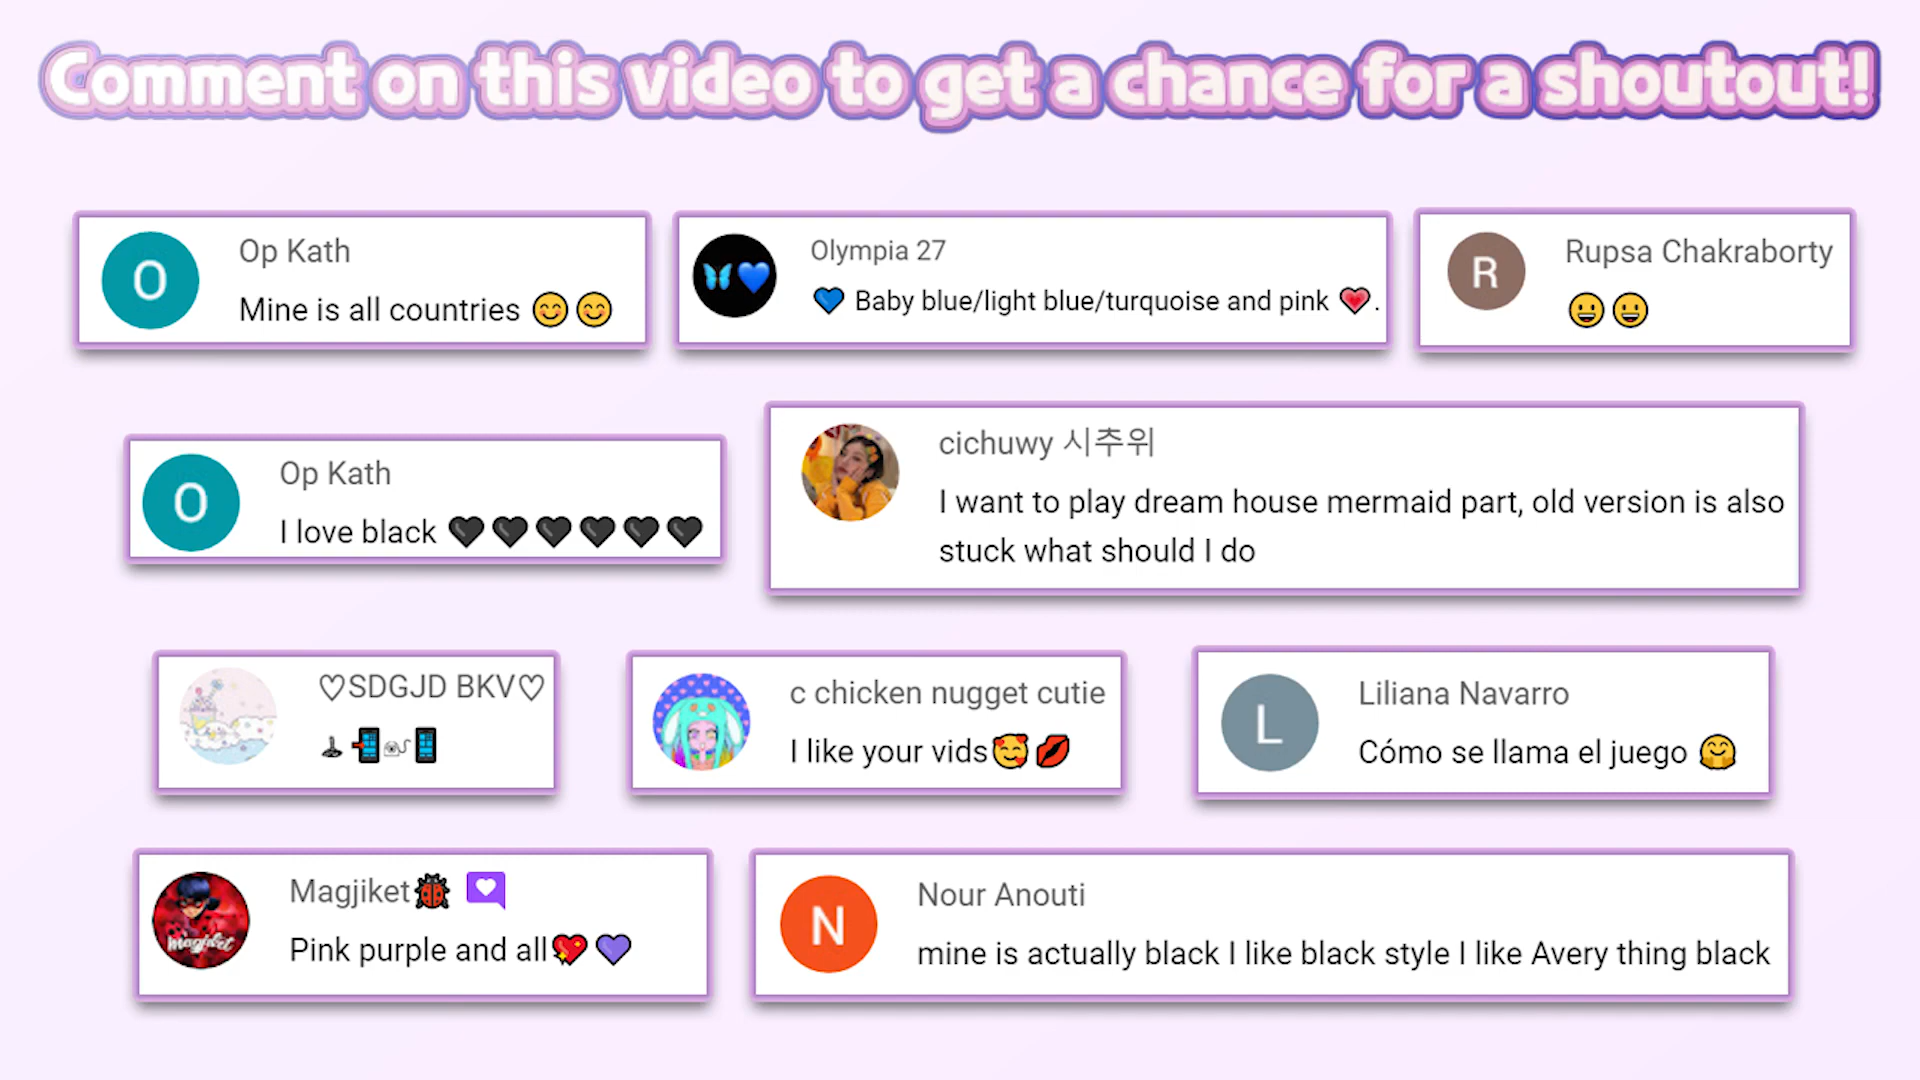 Comment on this video to get a chance for a shoutout!
O
Op Kath
Mine is all countries 😊😊
Olympia 27
💙 Baby blue/light blue/turquoise and pink 💗.
R
Rupsa Chakraborty
😀😀
O
Op Kath
I love black 🖤🖤🖤🖤🖤🖤
cichuwy 시추위
I want to play dream house mermaid part, old version is also
stuck what should I do
♡SDGJD BKV♡
c chicken nugget cutie
I like your vids🥰💋
L
Liliana Navarro
Cómo se llama el juego 🤗
magjiket
Magjiket🐞
Pink purple and all💖💜
N
Nour Anouti
mine is actually black I like black style I like Avery thing black